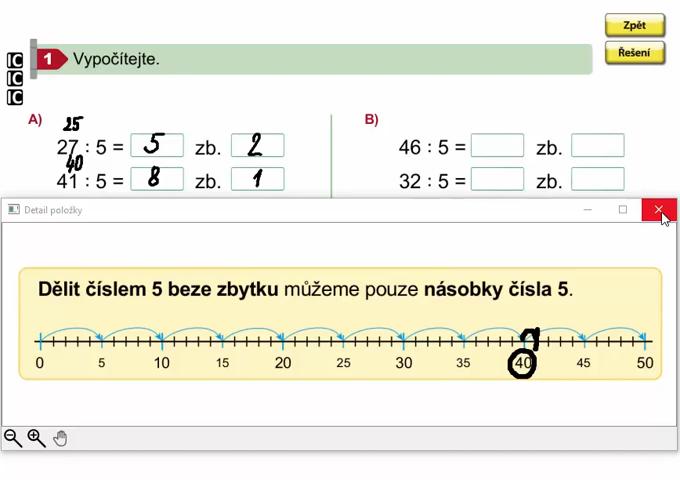 Zpět
1 Vypočítejte.
Řešení
A)
B)
25
27 : 5 = 5 zb. 2
46 : 5 = zb.
40
41 : 5 = 8 zb. 1
32 : 5 = zb.
Detail položky
Dělit číslem 5 beze zbytku můžeme pouze násobky čísla 5.
0 5 10 15 20 25 30 35 40 45 50